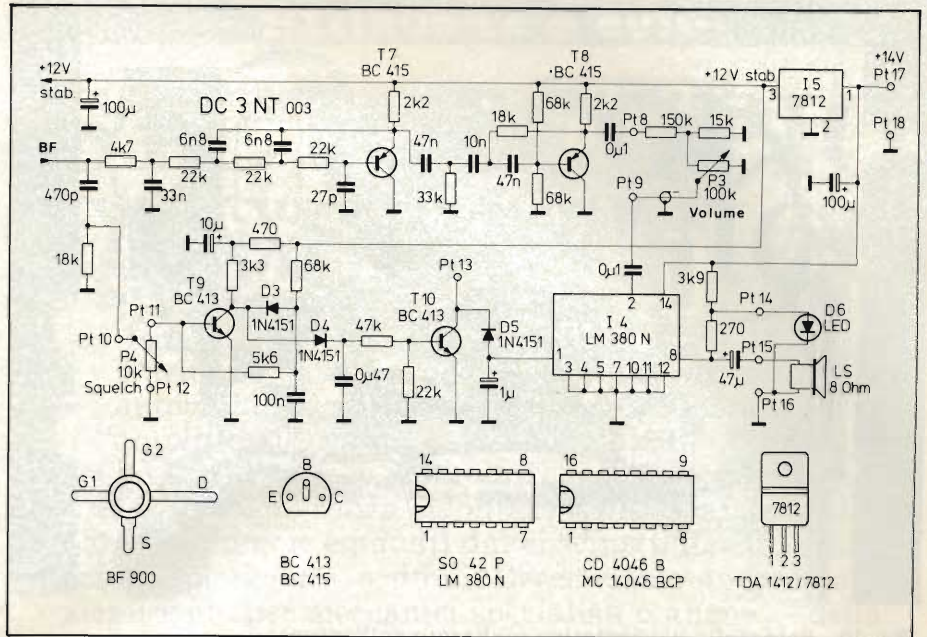 T7
BC 415
T8
BC 415
+12V
stab.
100µ
DC 3 NT 003
6n8
6n8
2k2
18k
68k
2k2
+12V stab
3
I5
7812
1
2
+14V
Pt 17
Pt 18
BF
4k7
22k
22k
22k
33n
27p
47n
10n
47n
33k
68k
0µ1
Pt8
150k
15k
P3
100k
Volume
Pt9
100µ
470p
18k
10µ
470
3k3
68k
T9
BC 413
D3
1N4151
D4
1N4151
Pt 11
Pt 10
P4
10k
Squelch
Pt 12
5k6
100n
47k
0µ47
22k
T10
BC 413
Pt 13
D5
1N4151
1µ
0µ1
2
14
I4
LM 380 N
1
8
3 4 5 7 10 11 12
3k9
270
Pt 14
D6
LED
Pt 15
47µ
LS
8 Ohm
Pt 16
G2
G1
D
S
BF 900
B
E
C
BC 413
BC 415
14
8
1
7
SO 42 P
LM 380 N
16
9
1
8
CD 4046 B
MC 14046 BCP
7812
1 2 3
TDA 1412 / 7812